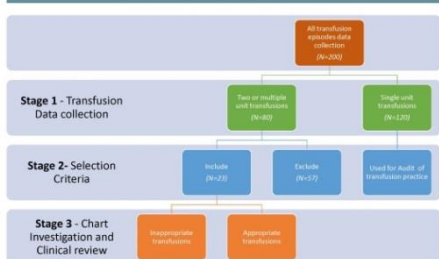 All transfusion
episodes data
collection
(N=200)
Stage 1 - Transfusion
Data collection
Two or multiple
unit transfusions
(N=80)
Single unit
transfusions
(N=120)
Stage 2- Selection
Criteria
Include
(N=23)
Exclude
(N=57)
Used for Audit of
transfusion practice
Stage 3 - Chart
Investigation and
Clinical review
Inappropriate
transfusions
Appropriate
transfusions